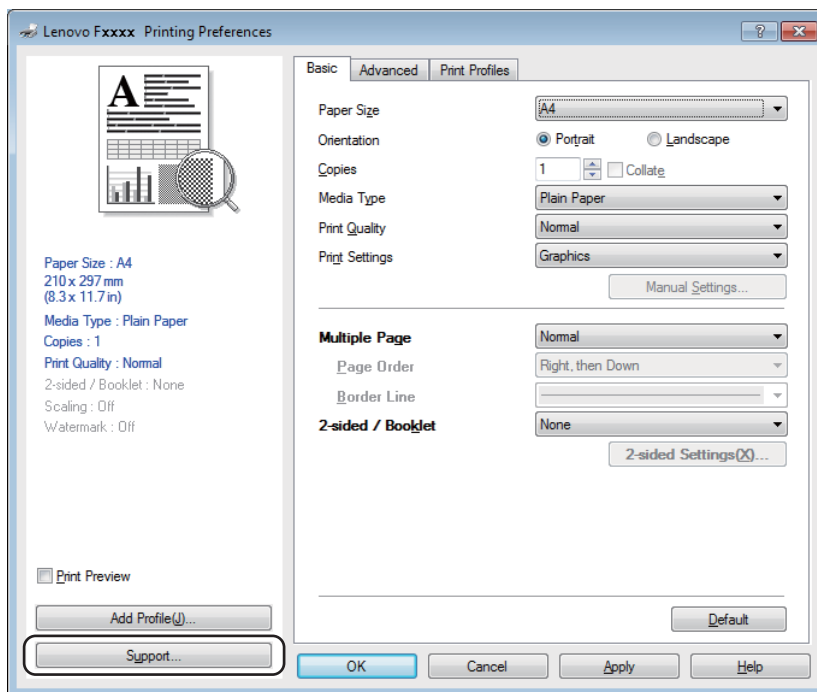 Lenovo Fxxxx Printing Preferences
A
Paper Size : A4
210 x 297 mm
(8.3 x 11.7 in)
Media Type : Plain Paper
Copies : 1
Print Quality : Normal
2-sided / Booklet : None
Scaling : Off
Watermark : Off
Print Preview
Add Profile(J)...
Support...
Basic Advanced Print Profiles
Paper Size A4
Orientation Portrait Landscape
Copies 1 Collate
Media Type Plain Paper
Print Quality Normal
Print Settings Graphics
Manual Settings...
Multiple Page Normal
Page Order Right, then Down
Border Line
2-sided / Booklet None
2-sided Settings(X)...
Default
OK Cancel Apply Help